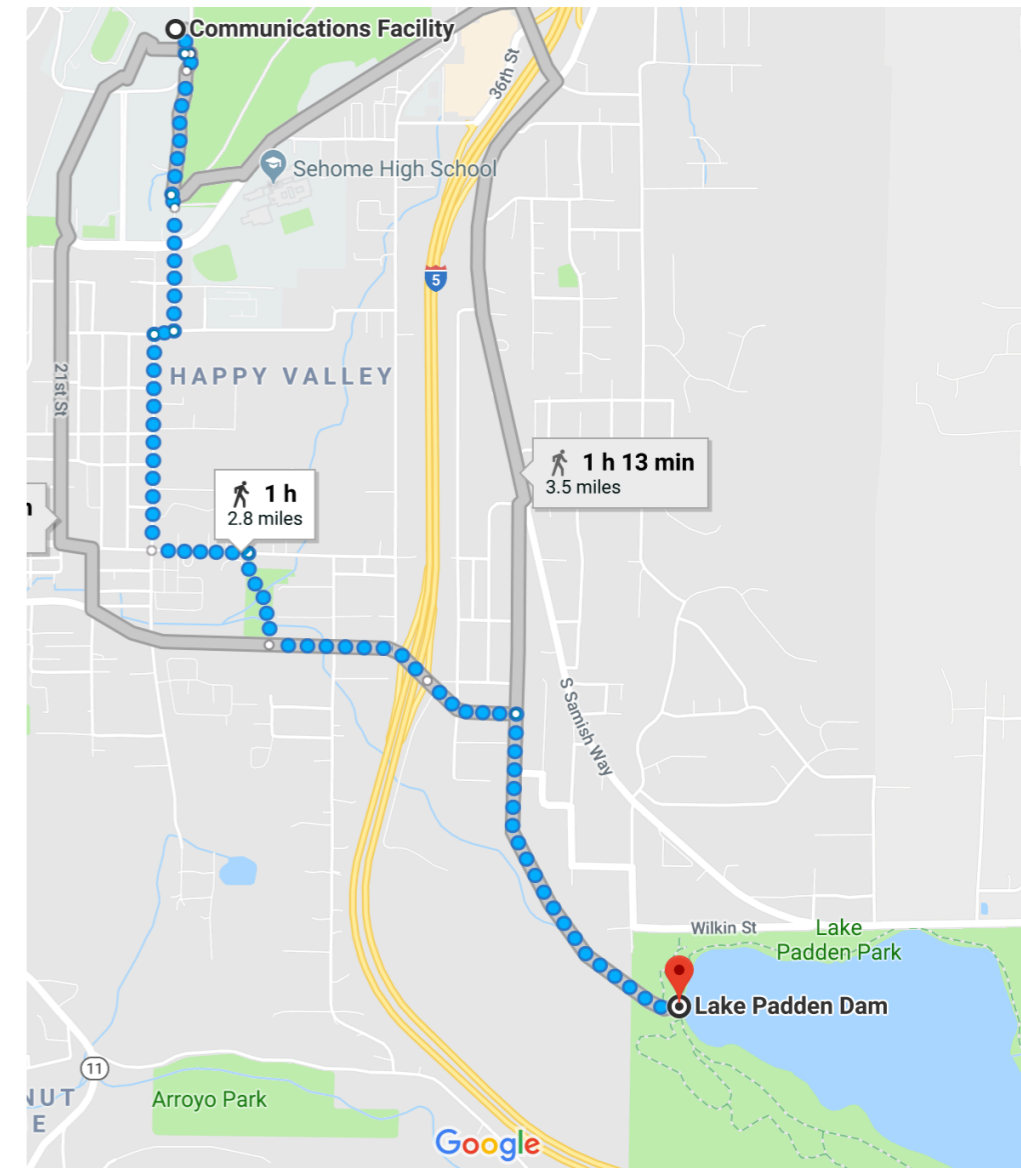 Communications Facility
36th St
Sehome High School
5
21st St
HAPPY VALLEY
1 h 13 min
3.5 miles
1 h
2.8 miles
S Samish Way
Wilkin St
Lake
Padden Park
Lake Padden Dam
11
NUT
E
Arroyo Park
Google